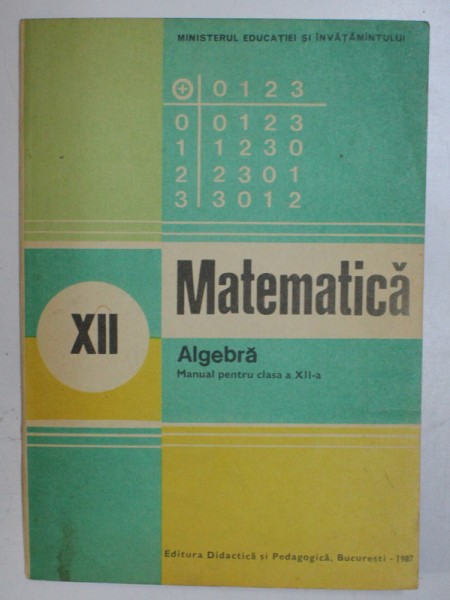 MINISTERUL EDUCAȚIEI ȘI ÎNVĂȚĂMÎNTULUI
⊕ 0 1 2 3
0 0 1 2 3
1 1 2 3 0
2 2 3 0 1
3 3 0 1 2
Matematică
XII
Algebră
Manual pentru clasa a XII-a
Editura Didactică și Pedagogică, București - 1987